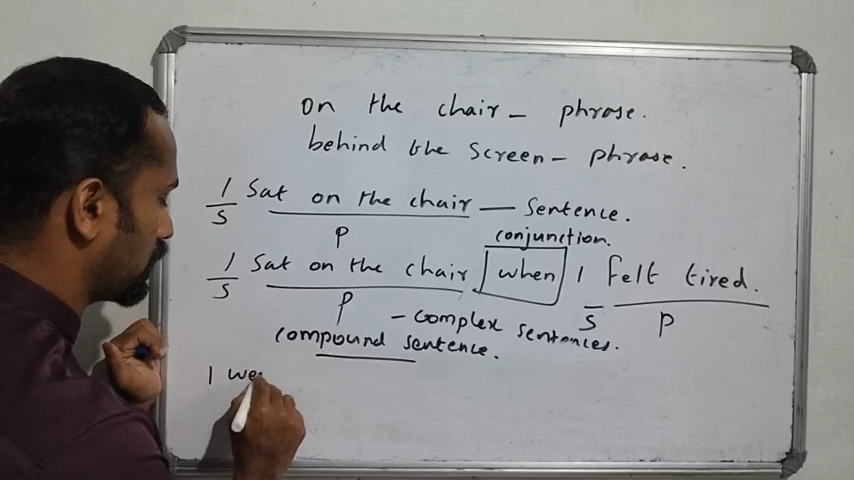 on the chair - phrase.
behind the screen - phrase.
I sat on the chair — sentence.
S P
conjunction.
I sat on the chair when I felt tired.
S P S P
- complex sentences.
compound sentence.
I we